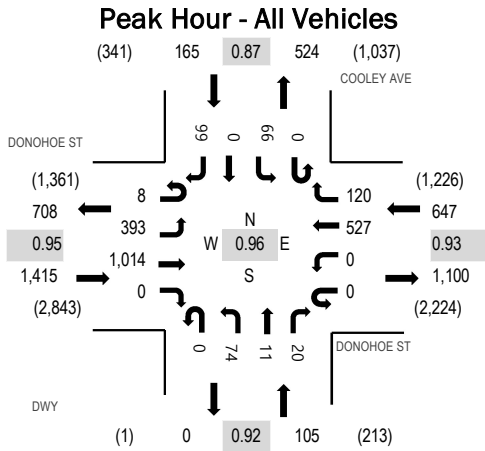 Peak Hour - All Vehicles
(341) 165 0.87 524 (1,037)
COOLEY AVE
99 0 66 0
DONOHOE ST
(1,361) (1,226)
708 8 120 647
393 527
N
0.95 W 0.96 E 0.93
S
1,415 1,014 0 1,100
0 0
(2,843) (2,224)
0 74 11 20
DONOHOE ST
DWY
(1) 0 0.92 105 (213)